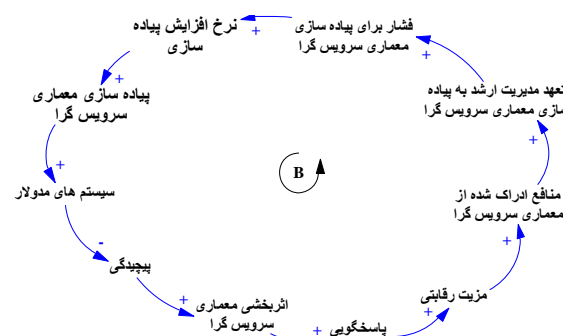 فشار برای پیاده سازی
معماری سرویس گرا
+
نرخ افزایش پیاده
سازی
+
پیاده سازی معماری
سرویس گرا
+
سیستم های مدولار
-
پیچیدگی
+
اثربخشی معماری
سرویس گرا
+
پاسخگویی
+
مزیت رقابتی
+
منافع ادراک شده از
معماری سرویس گرا
+
تعهد مدیریت ارشد به پیاده
سازی معماری سرویس گرا
+
B